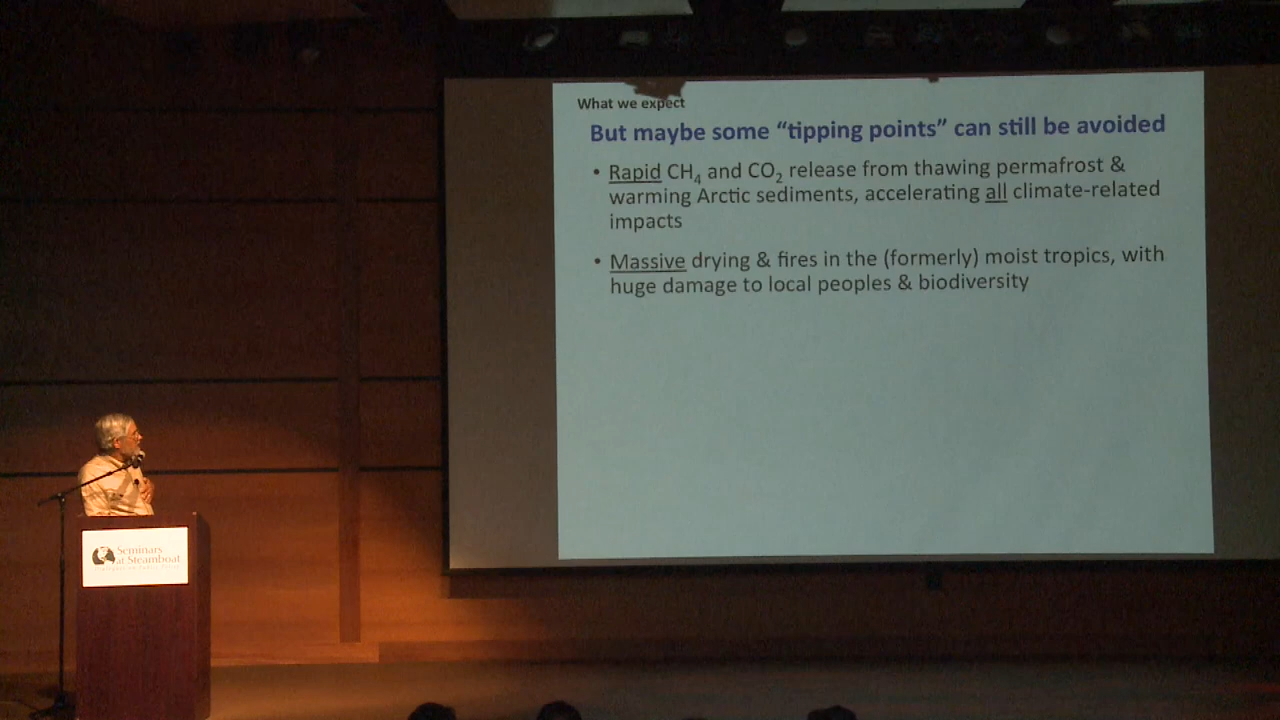 What we expect
But maybe some “tipping points” can still be avoided
• Rapid CH₄ and CO₂ release from thawing permafrost &
warming Arctic sediments, accelerating all climate-related
impacts
• Massive drying & fires in the (formerly) moist tropics, with
huge damage to local peoples & biodiversity
Seminars
at Steamboat